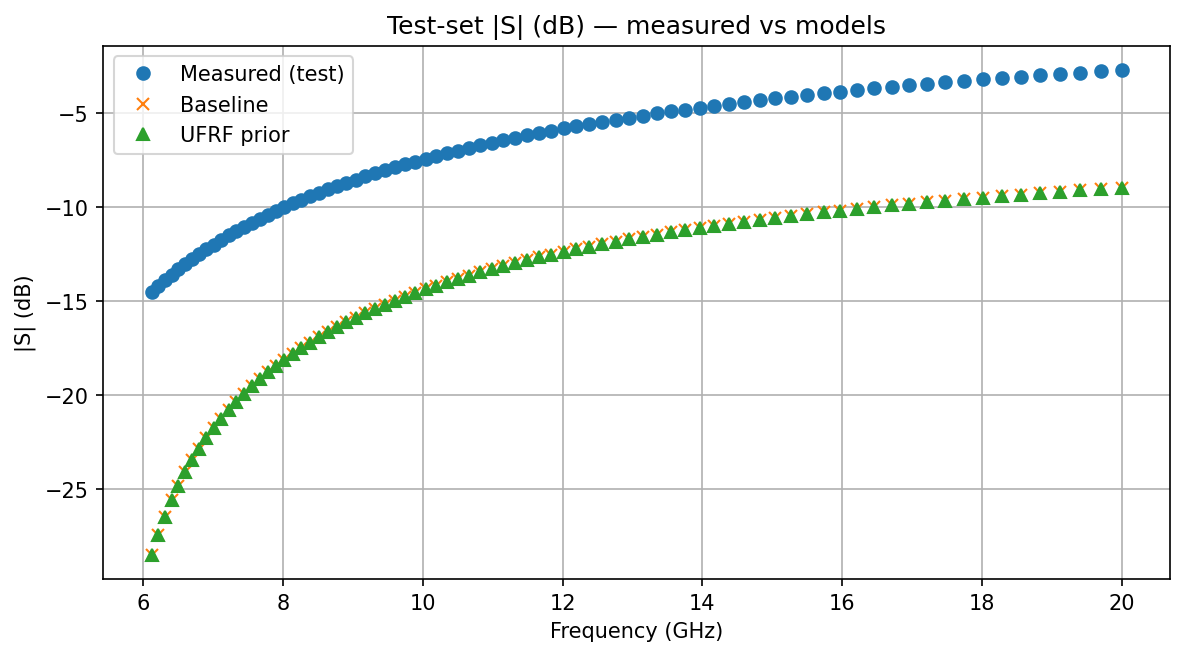 Test-set |S| (dB) — measured vs models
Measured (test)
Baseline
UFRF prior
|S| (dB)
−5
−10
−15
−20
−25
6 8 10 12 14 16 18 20
Frequency (GHz)